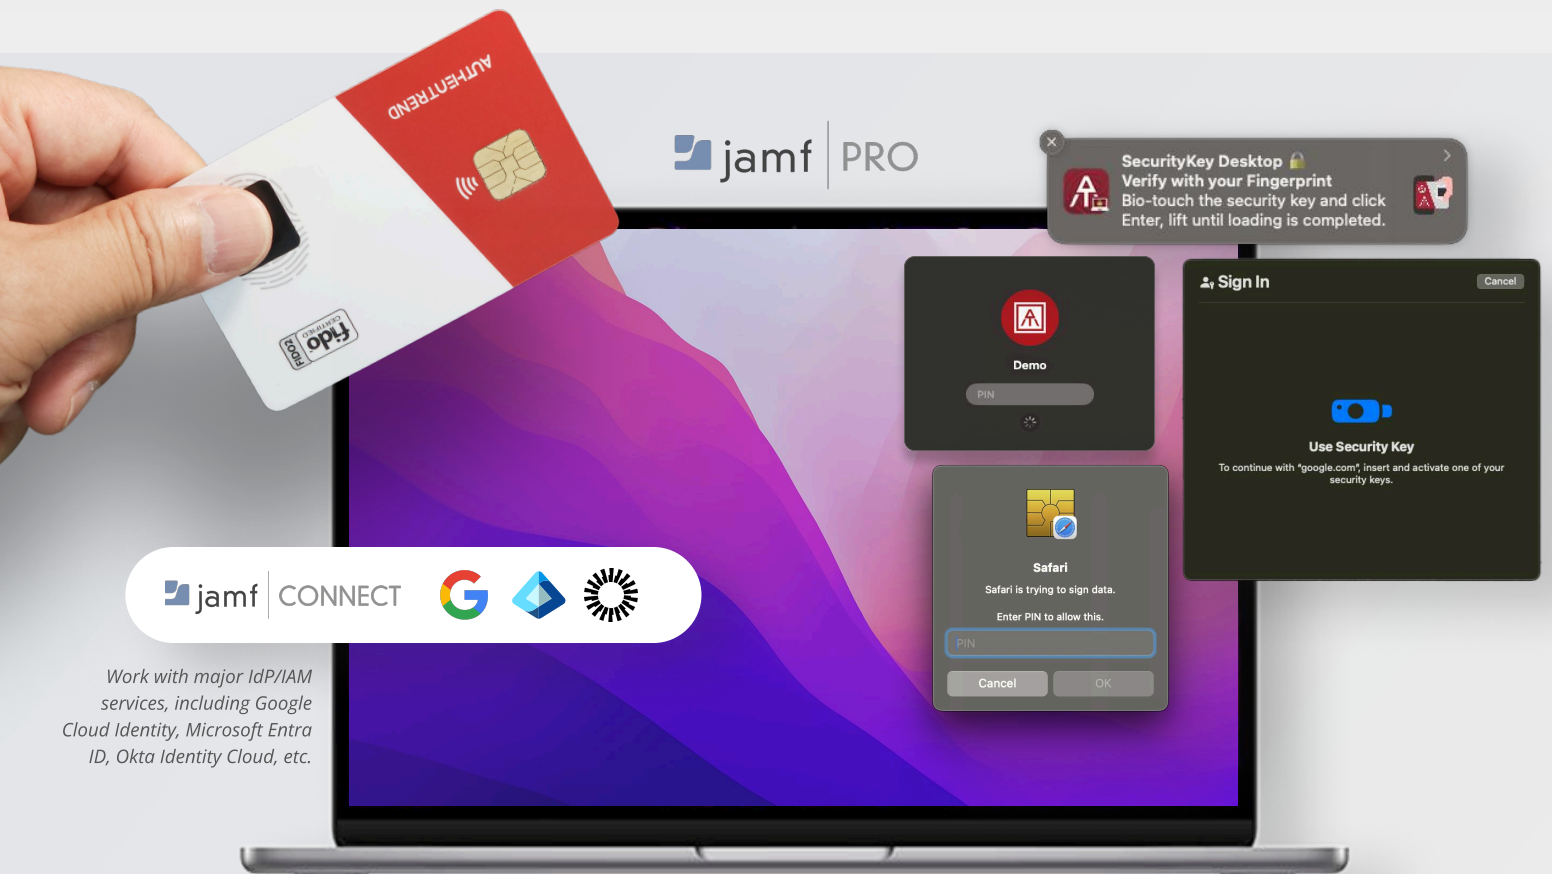 AUTHENTREND
jamf PRO
SecurityKey Desktop 🔒
Verify with your Fingerprint
Bio-touch the security key and click
Enter, lift until loading is completed.
Demo
PIN
Sign In
Cancel
Use Security Key
To continue with “google.com”, insert and activate one of your
security keys.
fido
CERTIFIED
FIDO2
Safari
Safari is trying to sign data.
Enter PIN to allow this.
PIN
Cancel
OK
jamf CONNECT
Work with major IdP/IAM
services, including Google
Cloud Identity, Microsoft Entra
ID, Okta Identity Cloud, etc.